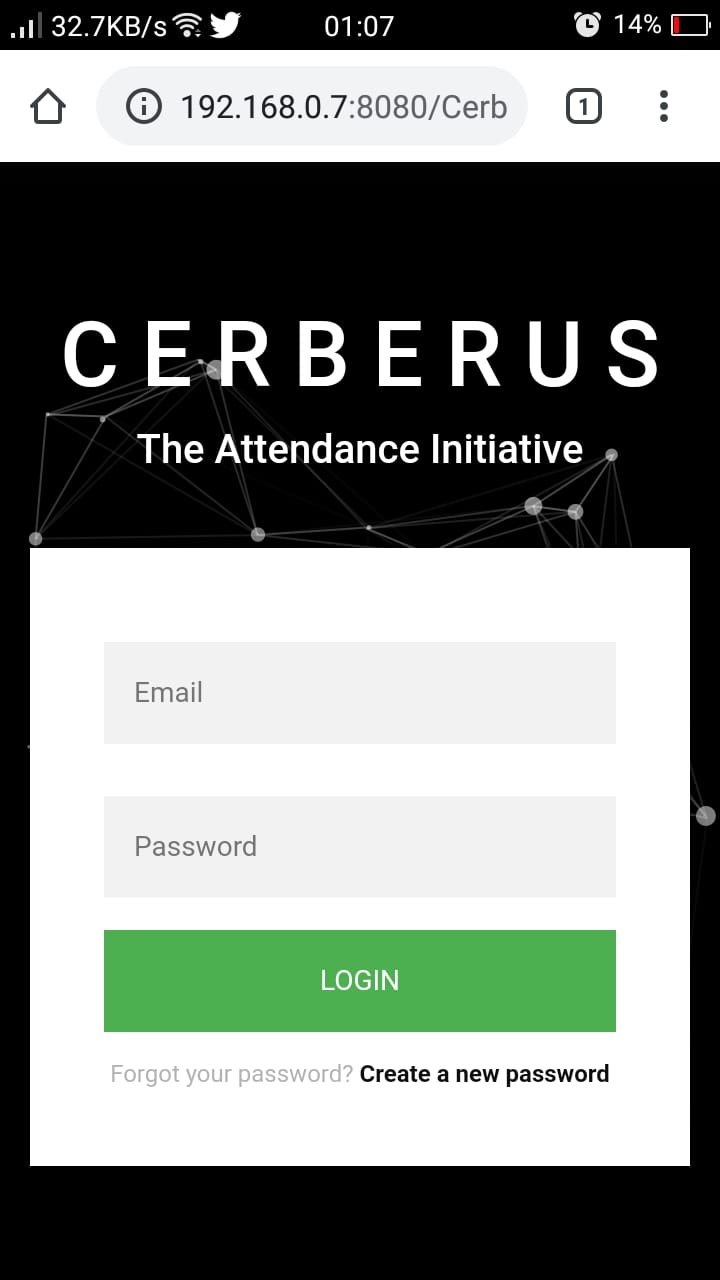 32.7KB/s 01:07 14%
192.168.0.7:8080/Cerb 1
CERBERUS
The Attendance Initiative
Email
Password
LOGIN
Forgot your password? Create a new password